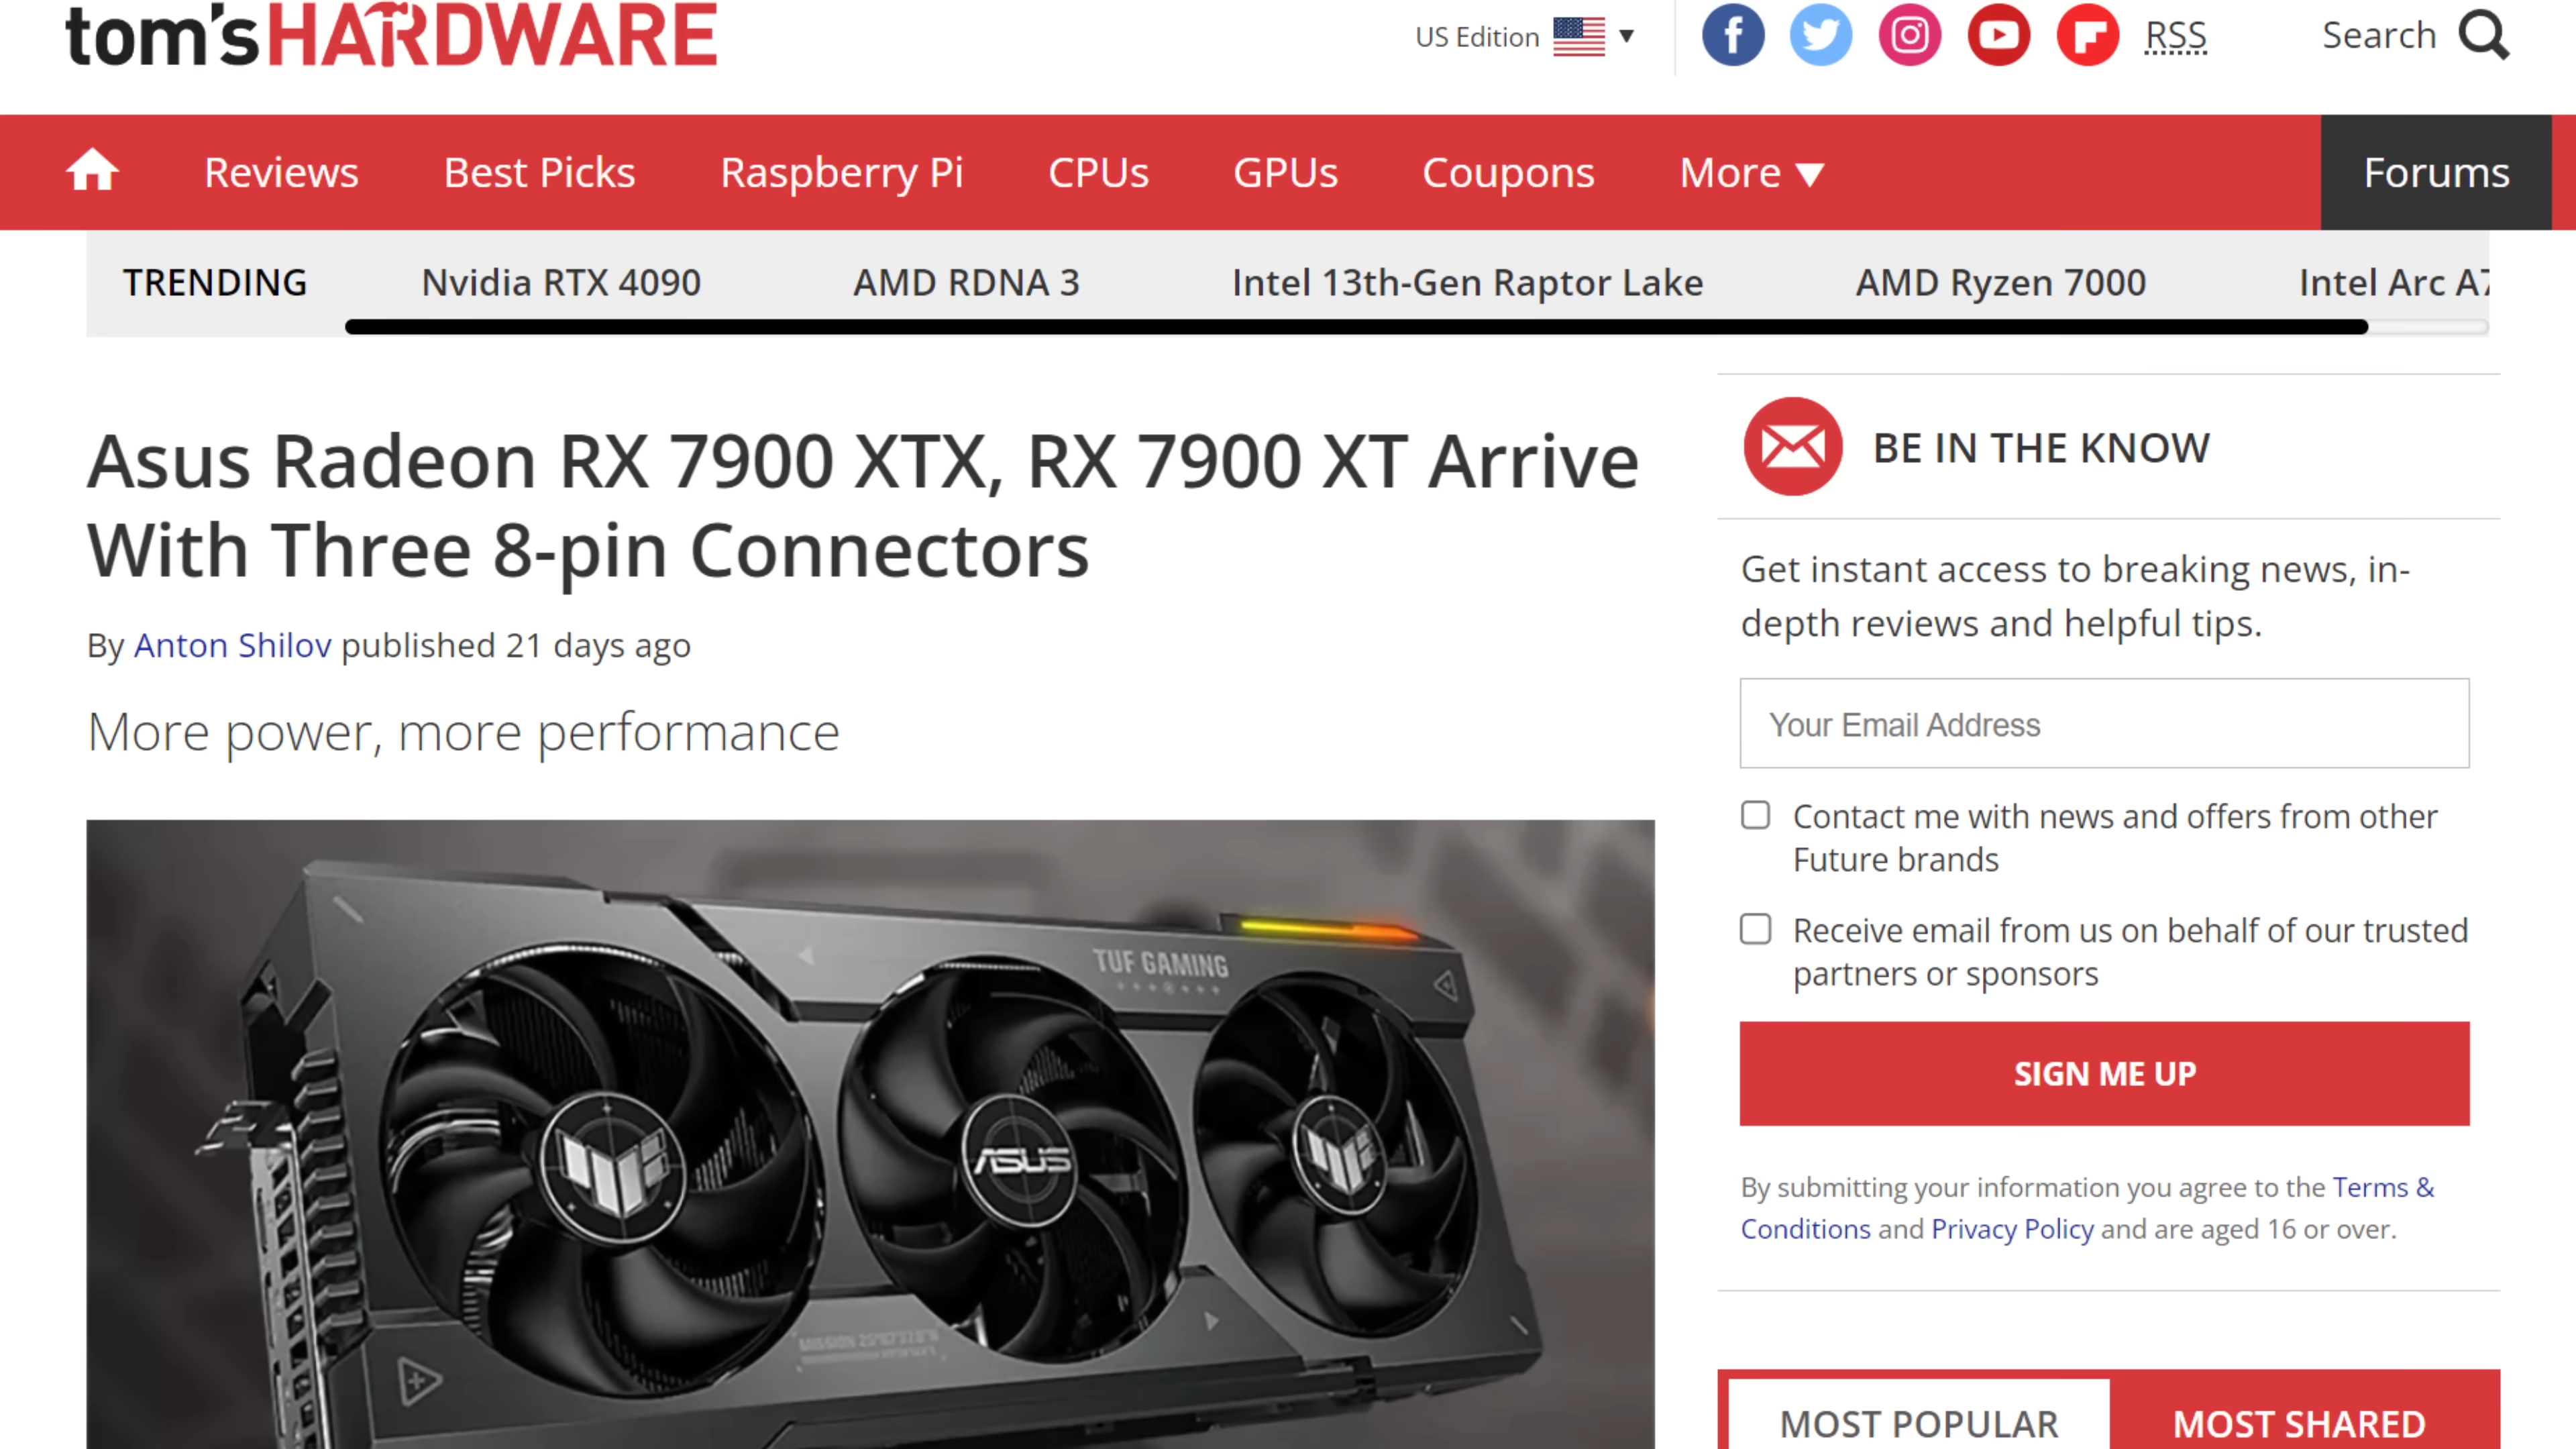 tom's HARDWARE
US Edition
RSS
Search
Reviews
Best Picks
Raspberry Pi
CPUs
GPUs
Coupons
More
Forums
TRENDING
Nvidia RTX 4090
AMD RDNA 3
Intel 13th-Gen Raptor Lake
AMD Ryzen 7000
Intel Arc A7
Asus Radeon RX 7900 XTX, RX 7900 XT Arrive
With Three 8-pin Connectors
By Anton Shilov published 21 days ago
More power, more performance
TUF GAMING
ASUS
BE IN THE KNOW
Get instant access to breaking news, in-
depth reviews and helpful tips.
Your Email Address
Contact me with news and offers from other
Future brands
Receive email from us on behalf of our trusted
partners or sponsors
SIGN ME UP
By submitting your information you agree to the Terms &
Conditions and Privacy Policy and are aged 16 or over.
MOST POPULAR
MOST SHARED